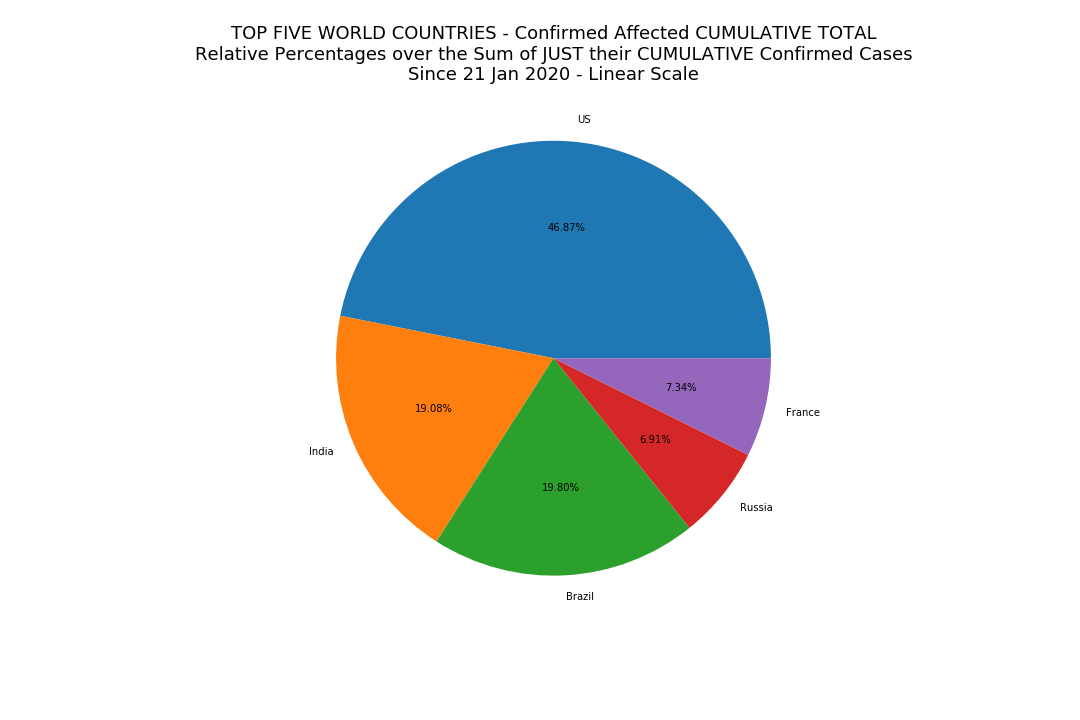 TOP FIVE WORLD COUNTRIES - Confirmed Affected CUMULATIVE TOTAL
Relative Percentages over the Sum of JUST their CUMULATIVE Confirmed Cases
Since 21 Jan 2020 - Linear Scale
US
46.87%
7.34%
19.08%
France
6.91%
India
19.80%
Russia
Brazil